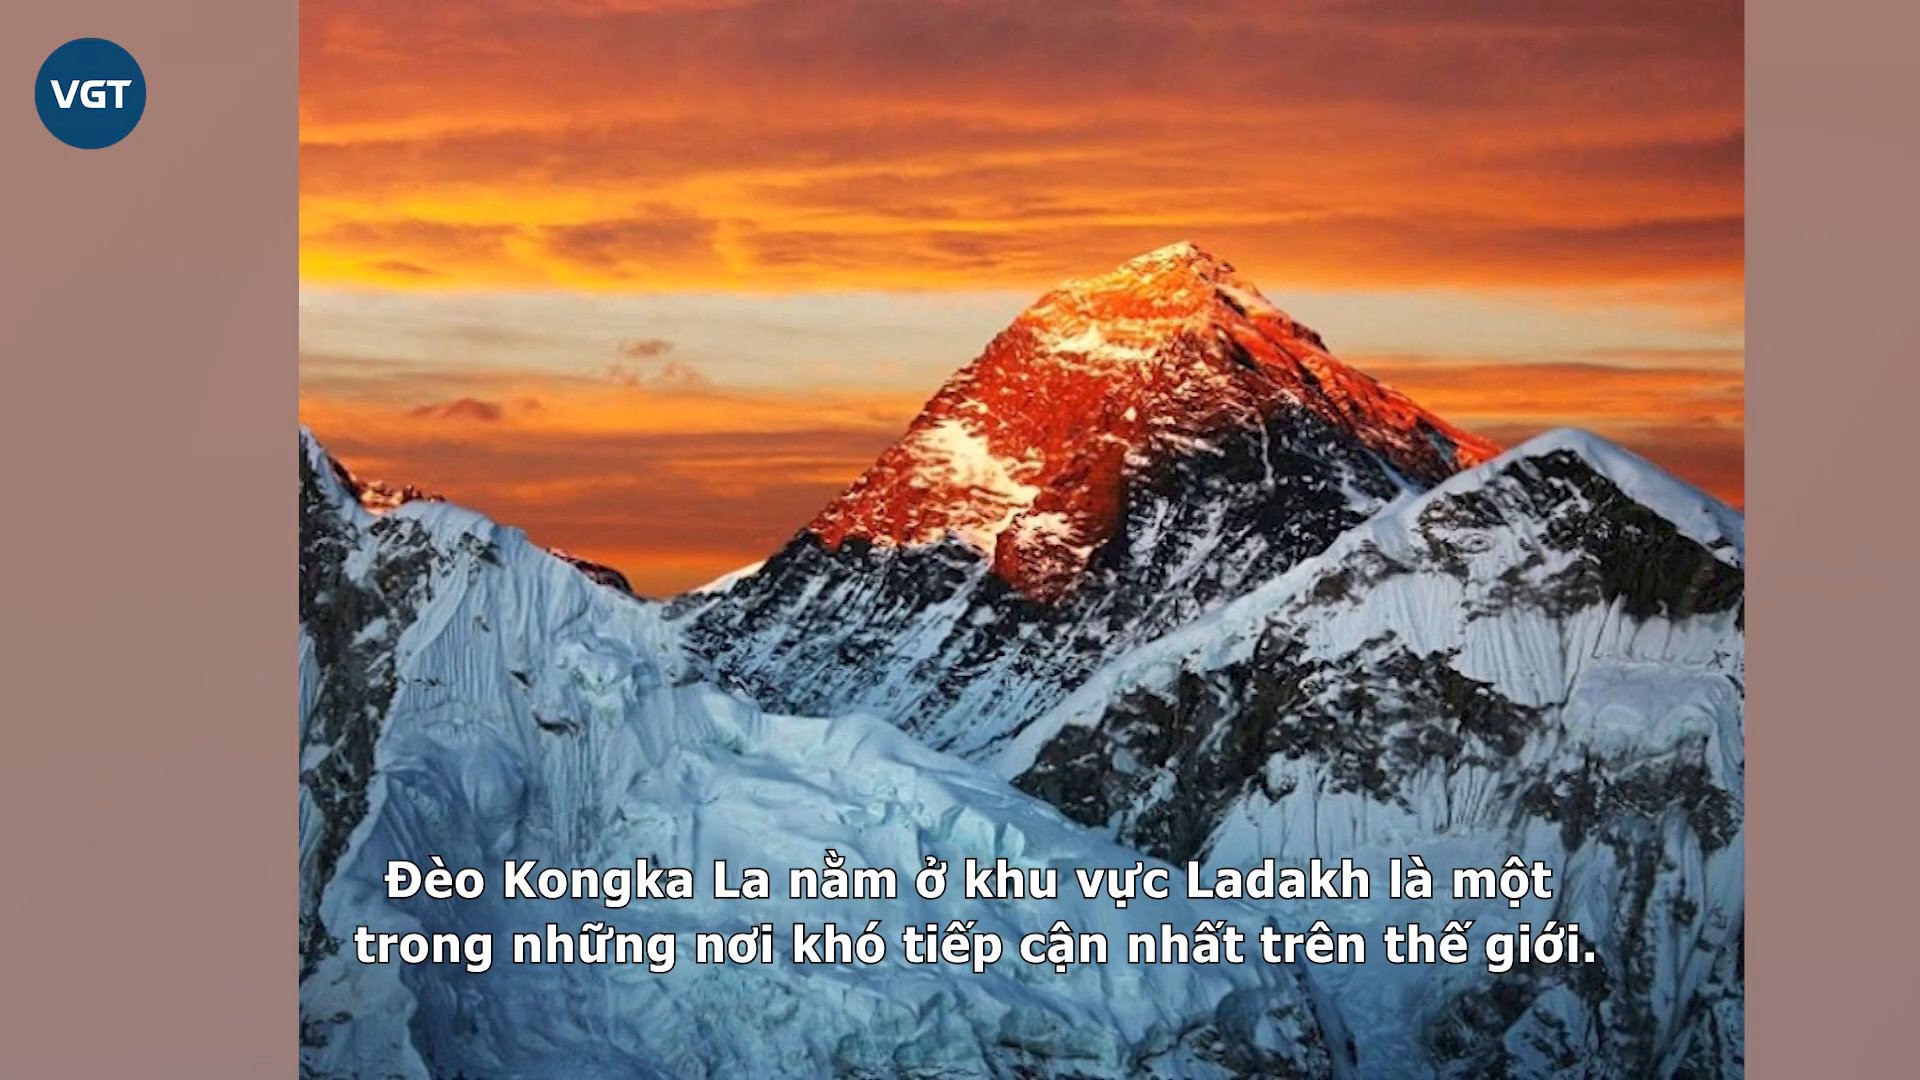 VGT
Đèo Kongka La nằm ở khu vực Ladakh là một
trong những nơi khó tiếp cận nhất trên thế giới.